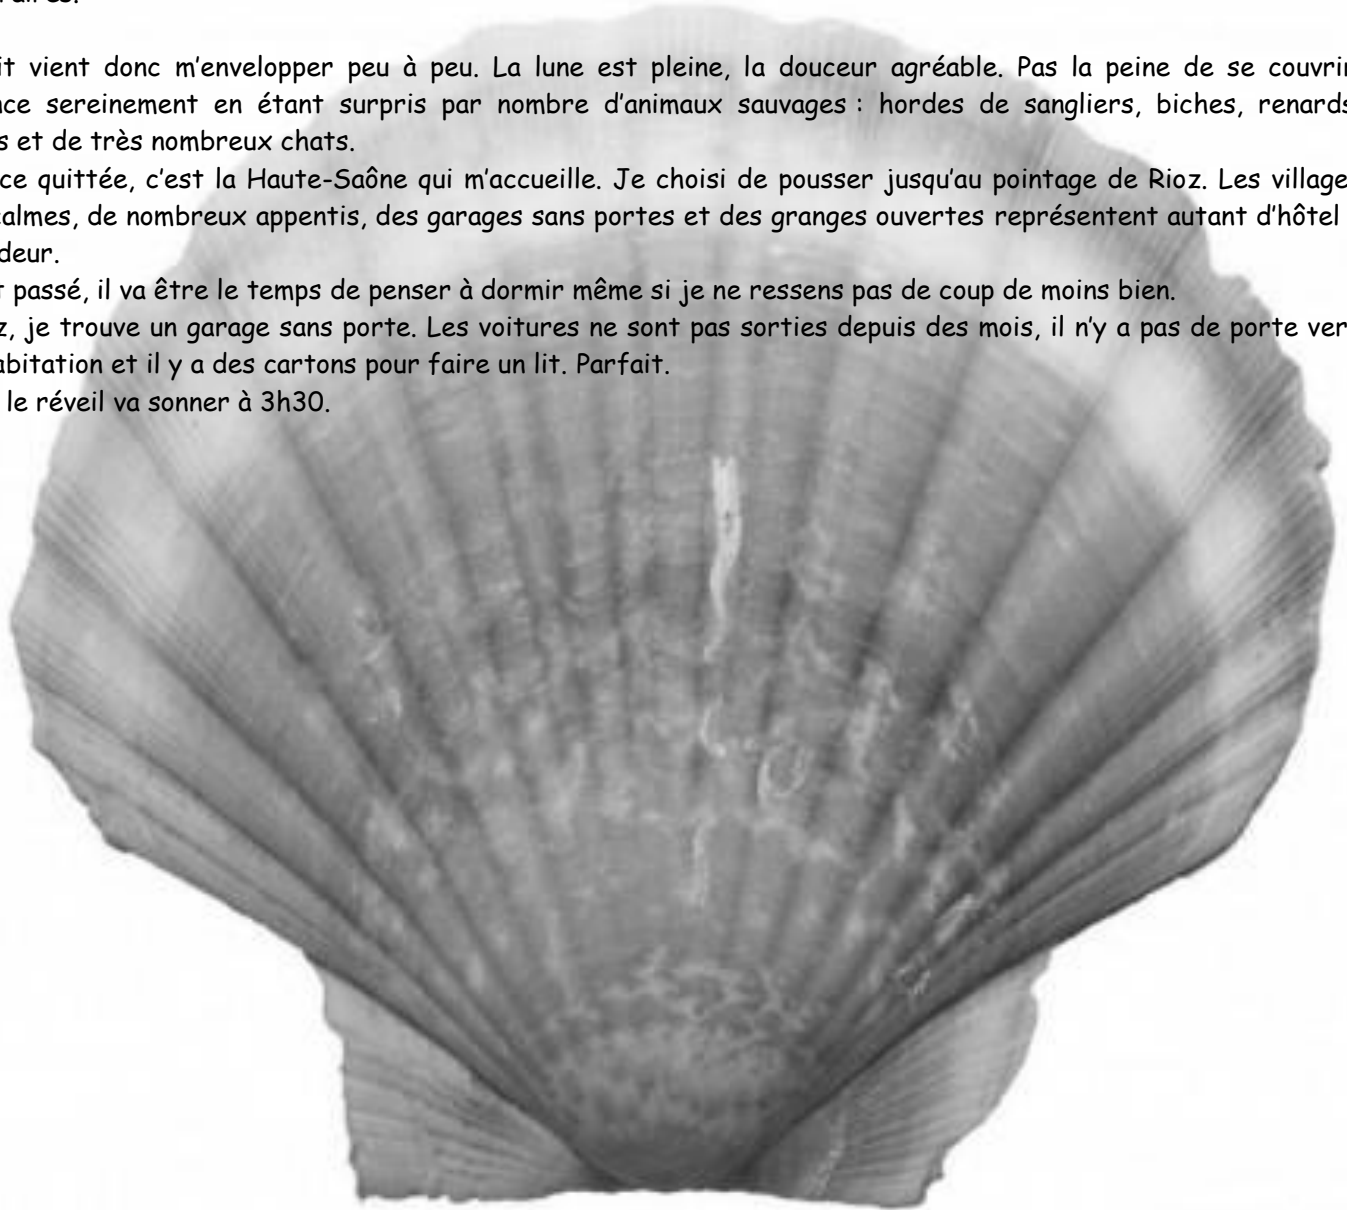 it vient donc m'envelopper peu à peu. La lune est pleine, la douceur agréable. Pas la peine de se couvrir
nce sereinement en étant surpris par nombre d'animaux sauvages : hordes de sangliers, biches, renards
s et de très nombreux chats.
ce quittée, c'est la Haute-Saône qui m'accueille. Je choisi de pousser jusqu'au pointage de Rioz. Les village
calmes, de nombreux appentis, des garages sans portes et des granges ouvertes représentent autant d'hôtel
deur.
t passé, il va être le temps de penser à dormir même si je ne ressens pas de coup de moins bien.
z, je trouve un garage sans porte. Les voitures ne sont pas sorties depuis des mois, il n'y a pas de porte ver
abitation et il y a des cartons pour faire un lit. Parfait.
le réveil va sonner à 3h30.